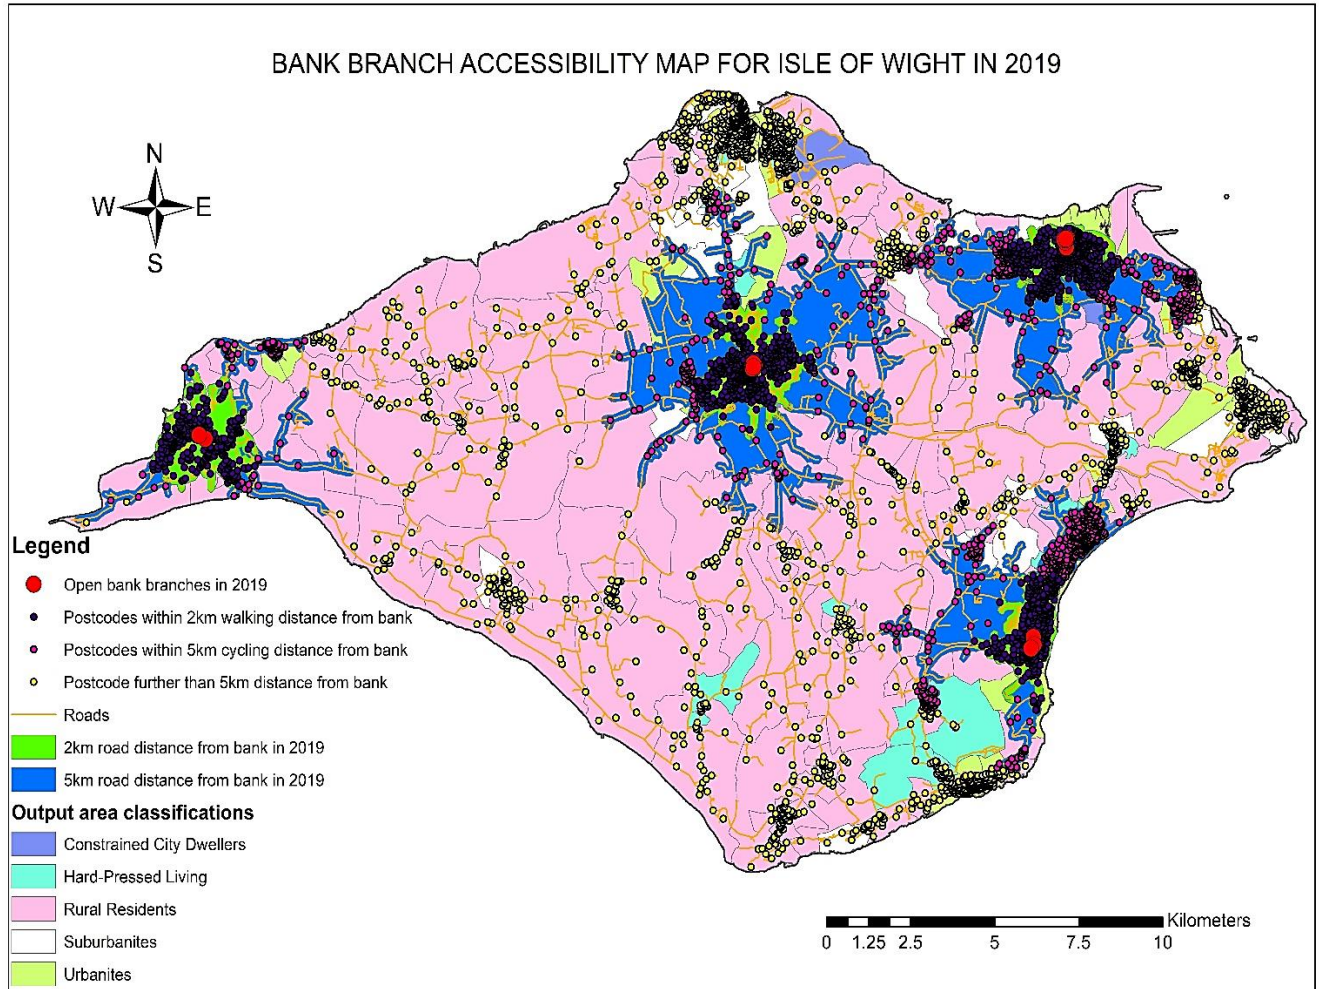 BANK BRANCH ACCESSIBILITY MAP FOR ISLE OF WIGHT IN 2019
N
W E
S
Legend
Open bank branches in 2019
Postcodes within 2km walking distance from bank
Postcodes within 5km cycling distance from bank
Postcode further than 5km distance from bank
Roads
2km road distance from bank in 2019
5km road distance from bank in 2019
Output area classifications
Constrained City Dwellers
Hard-Pressed Living
Rural Residents
Suburbanites
Urbanites
Kilometers
0 1.25 2.5 5 7.5 10